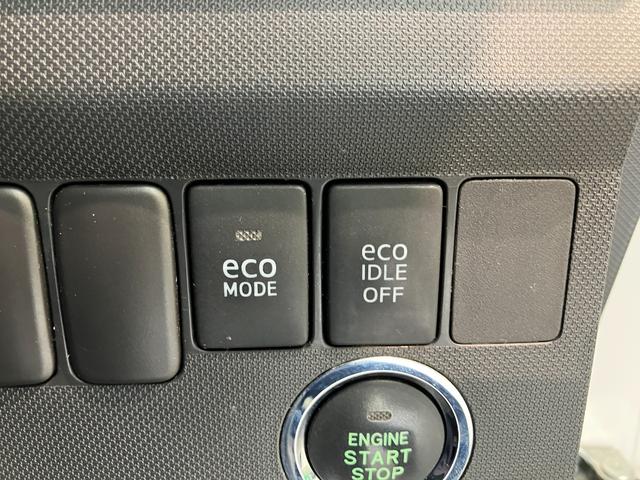 eco
MODE
eco
IDLE
OFF
ENGINE
START
STOP